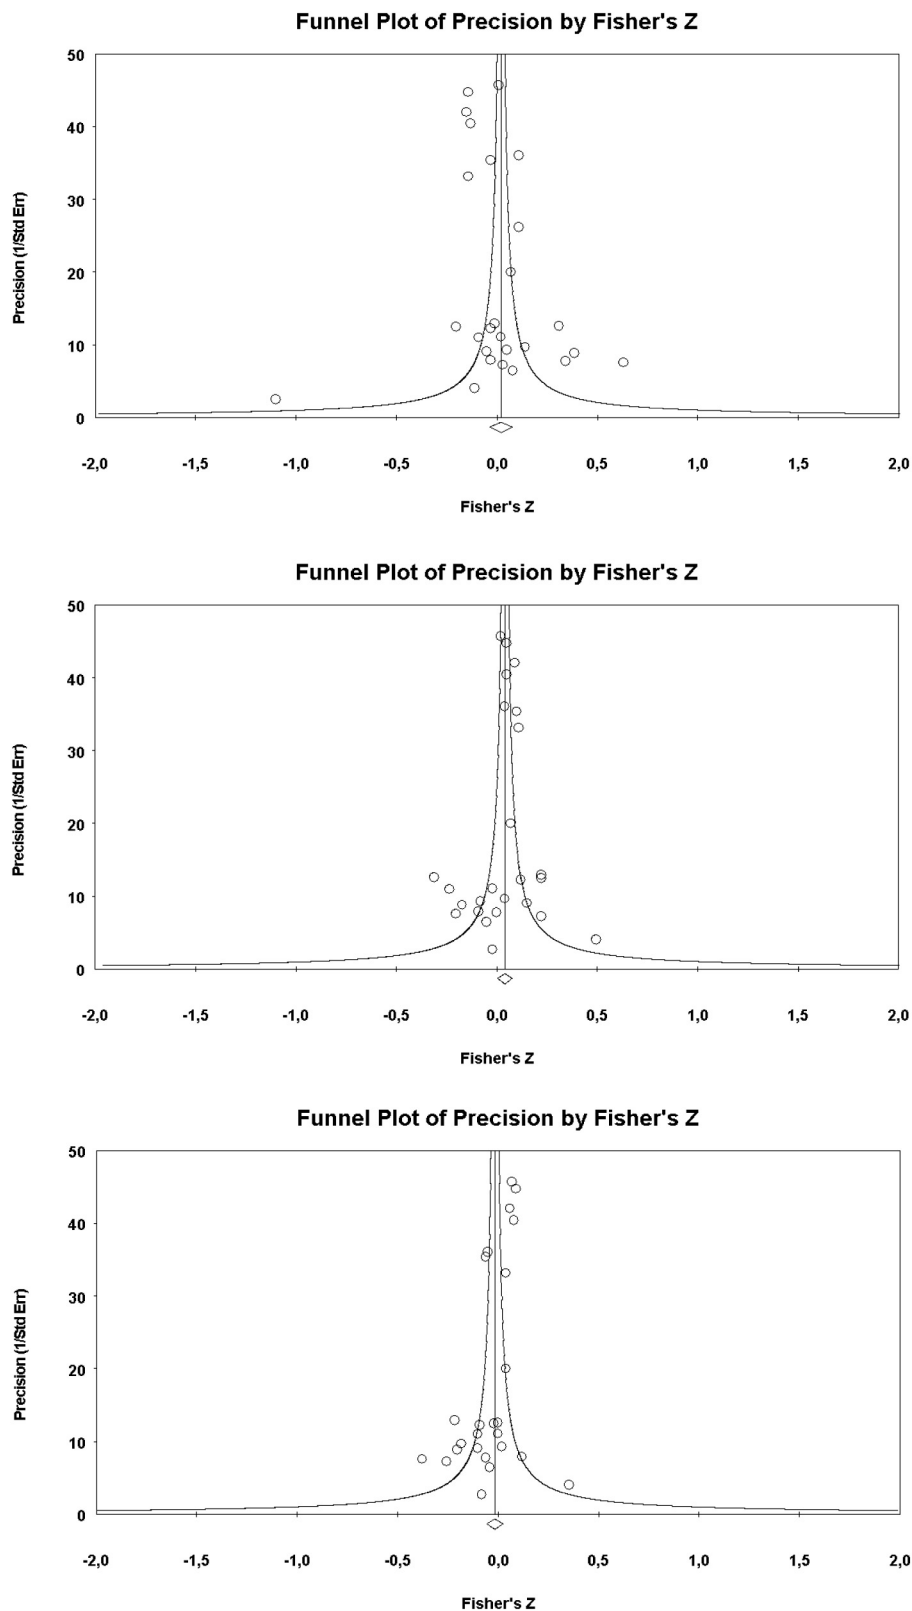 Funnel Plot of Precision by Fisher's Z
50
40
30
20
10
0
Precision (1/Std Err)
-2,0 -1,5 -1,0 -0,5 0,0 0,5 1,0 1,5 2,0
Fisher's Z
Funnel Plot of Precision by Fisher's Z
50
40
30
20
10
0
Precision (1/Std Err)
-2,0 -1,5 -1,0 -0,5 0,0 0,5 1,0 1,5 2,0
Fisher's Z
Funnel Plot of Precision by Fisher's Z
50
40
30
20
10
0
Precision (1/Std Err)
-2,0 -1,5 -1,0 -0,5 0,0 0,5 1,0 1,5 2,0
Fisher's Z